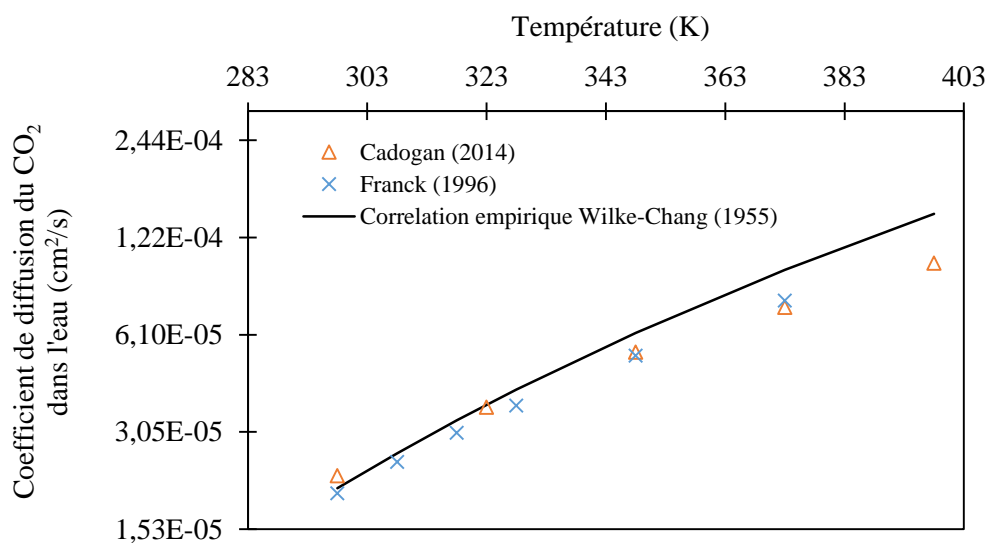 Température (K)
283 303 323 343 363 383 403
Coefficient de diffusion du CO2
dans l'eau (cm2/s)
2,44E-04
1,22E-04
6,10E-05
3,05E-05
1,53E-05
Cadogan (2014)
Franck (1996)
Correlation empirique Wilke-Chang (1955)